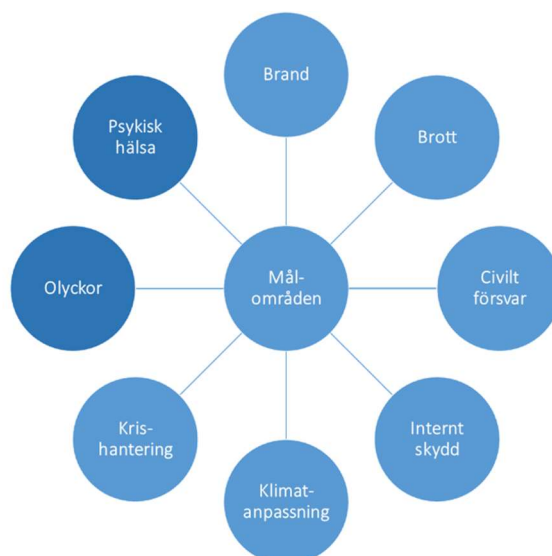 Brand
Psykisk
hälsa
Brott
Olyckor
Mål-
områden
Civilt
försvar
Kris-
hantering
Internt
skydd
Klimat-
anpassning